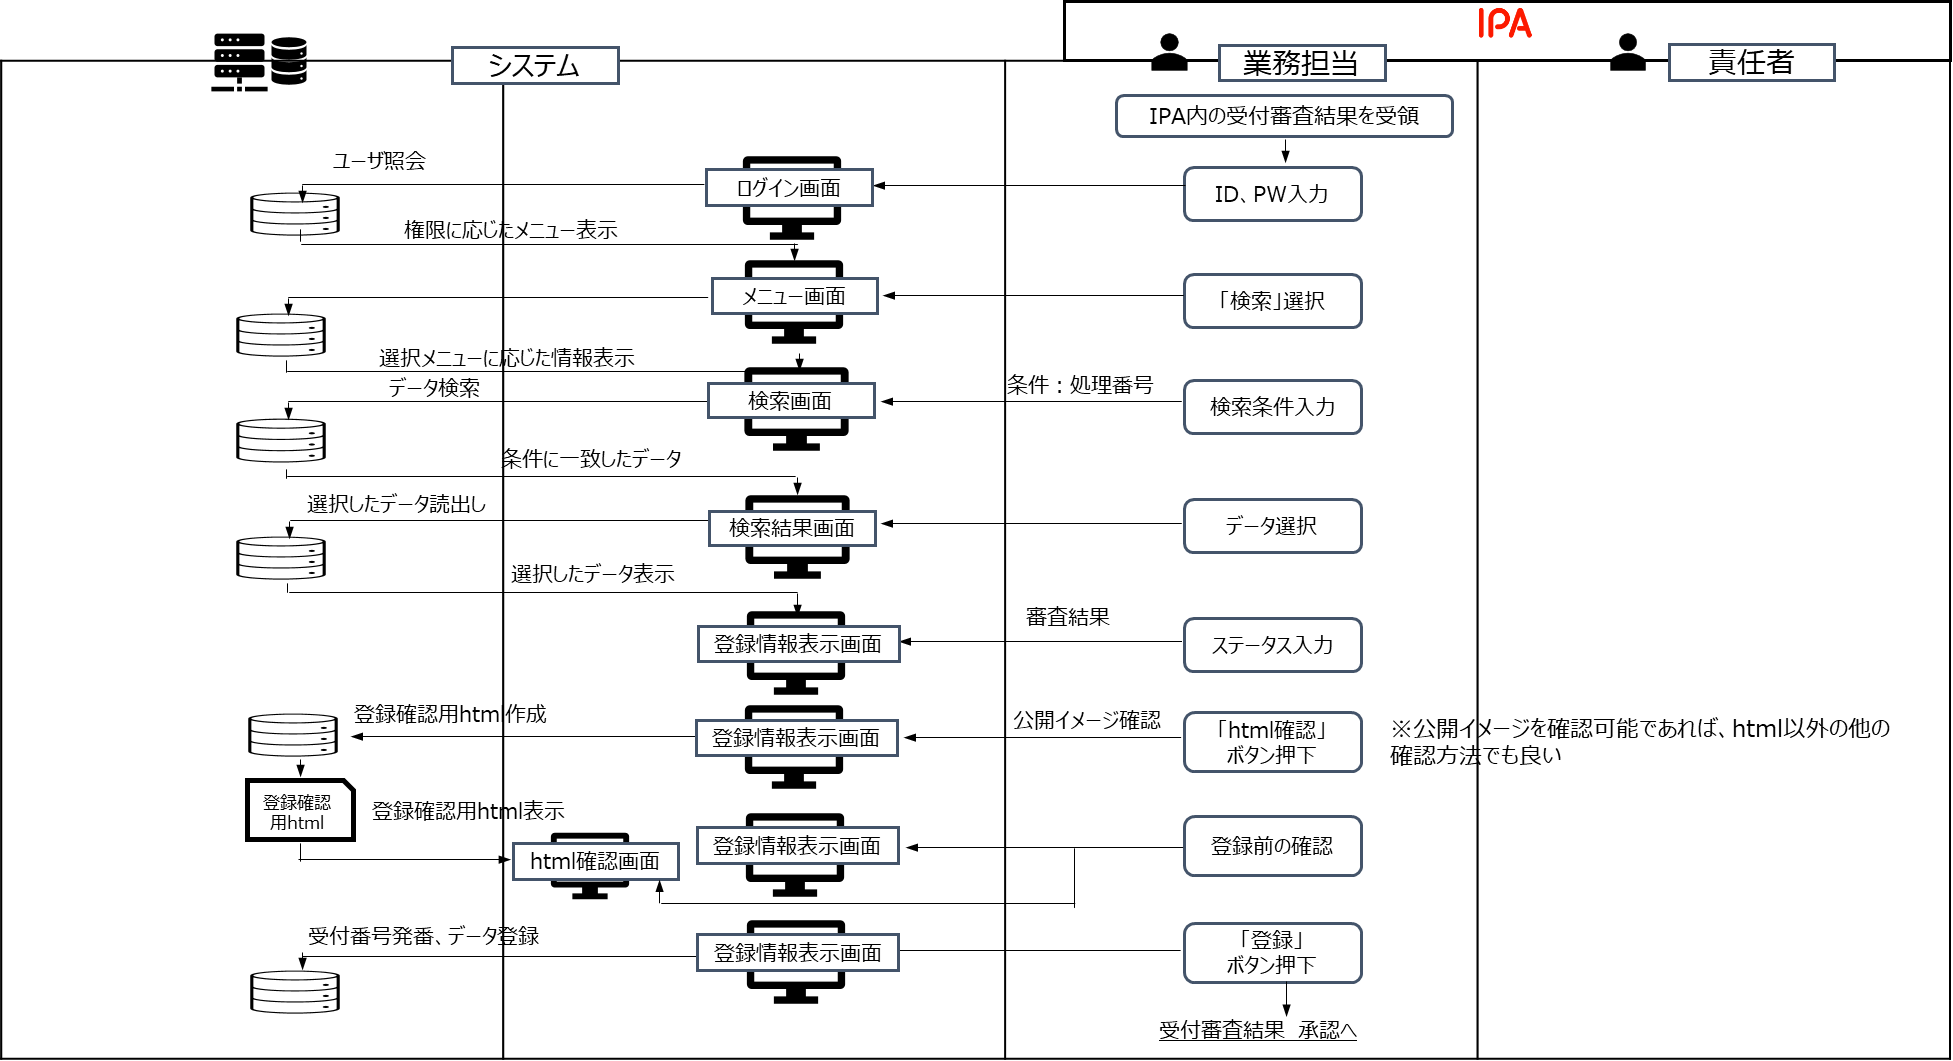 IPA
システム
業務担当
責任者
IPA内の受付審査結果を受領
ユーザ照会
ログイン画面
ID、PW入力
権限に応じたメニュー表示
メニュー画面
「検索」選択
選択メニューに応じた情報表示
データ検索
検索画面
条件：処理番号
検索条件入力
条件に一致したデータ
選択したデータ読出し
検索結果画面
データ選択
選択したデータ表示
登録情報表示画面
審査結果
ステータス入力
登録確認用html作成
登録情報表示画面
公開イメージ確認
「html確認」
ボタン押下
※公開イメージを確認可能であれば、html以外の他の
確認方法でも良い
登録確認
用html
登録確認用html表示
html確認画面
登録情報表示画面
登録前の確認
受付番号発番、データ登録
登録情報表示画面
「登録」
ボタン押下
受付審査結果　承認へ